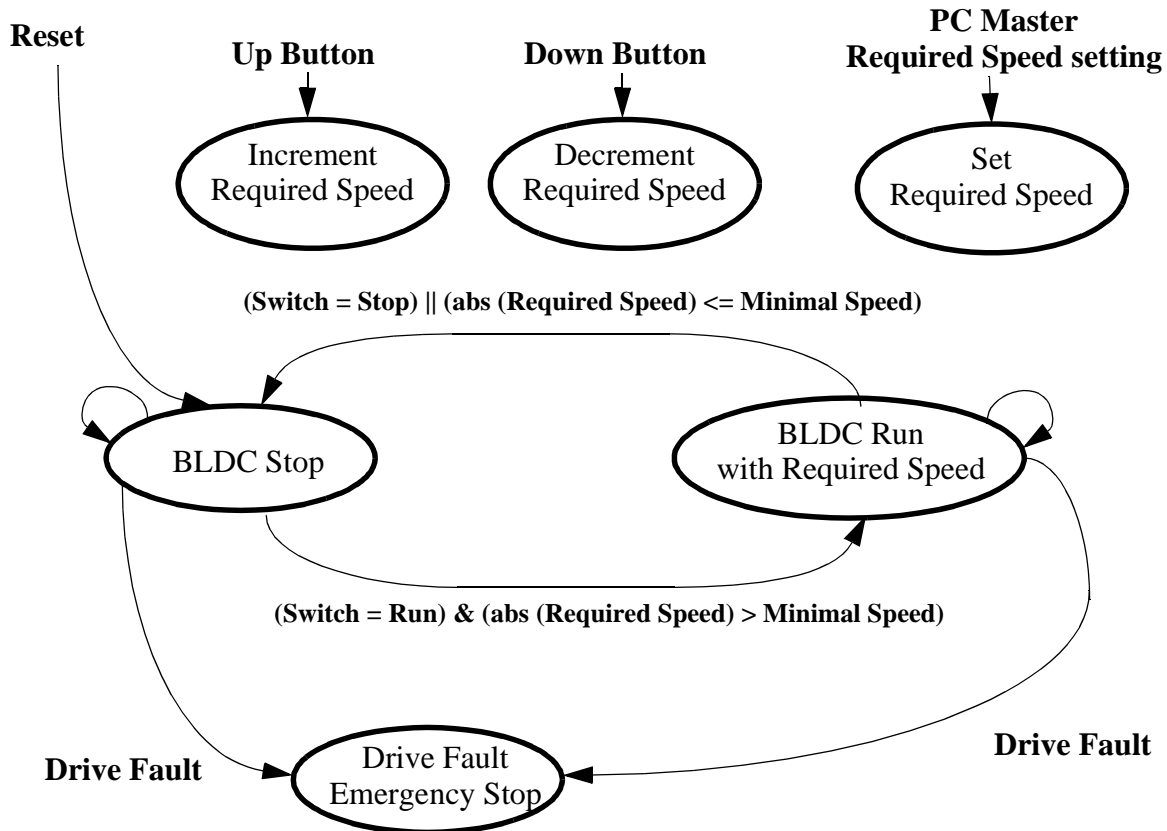 Reset
Up Button
Down Button
PC Master
Required Speed setting
Increment
Required Speed
Decrement
Required Speed
Set
Required Speed
(Switch = Stop) || (abs (Required Speed) <= Minimal Speed)
BLDC Stop
BLDC Run
with Required Speed
(Switch = Run) & (abs (Required Speed) > Minimal Speed)
Drive Fault
Drive Fault
Emergency Stop
Drive Fault